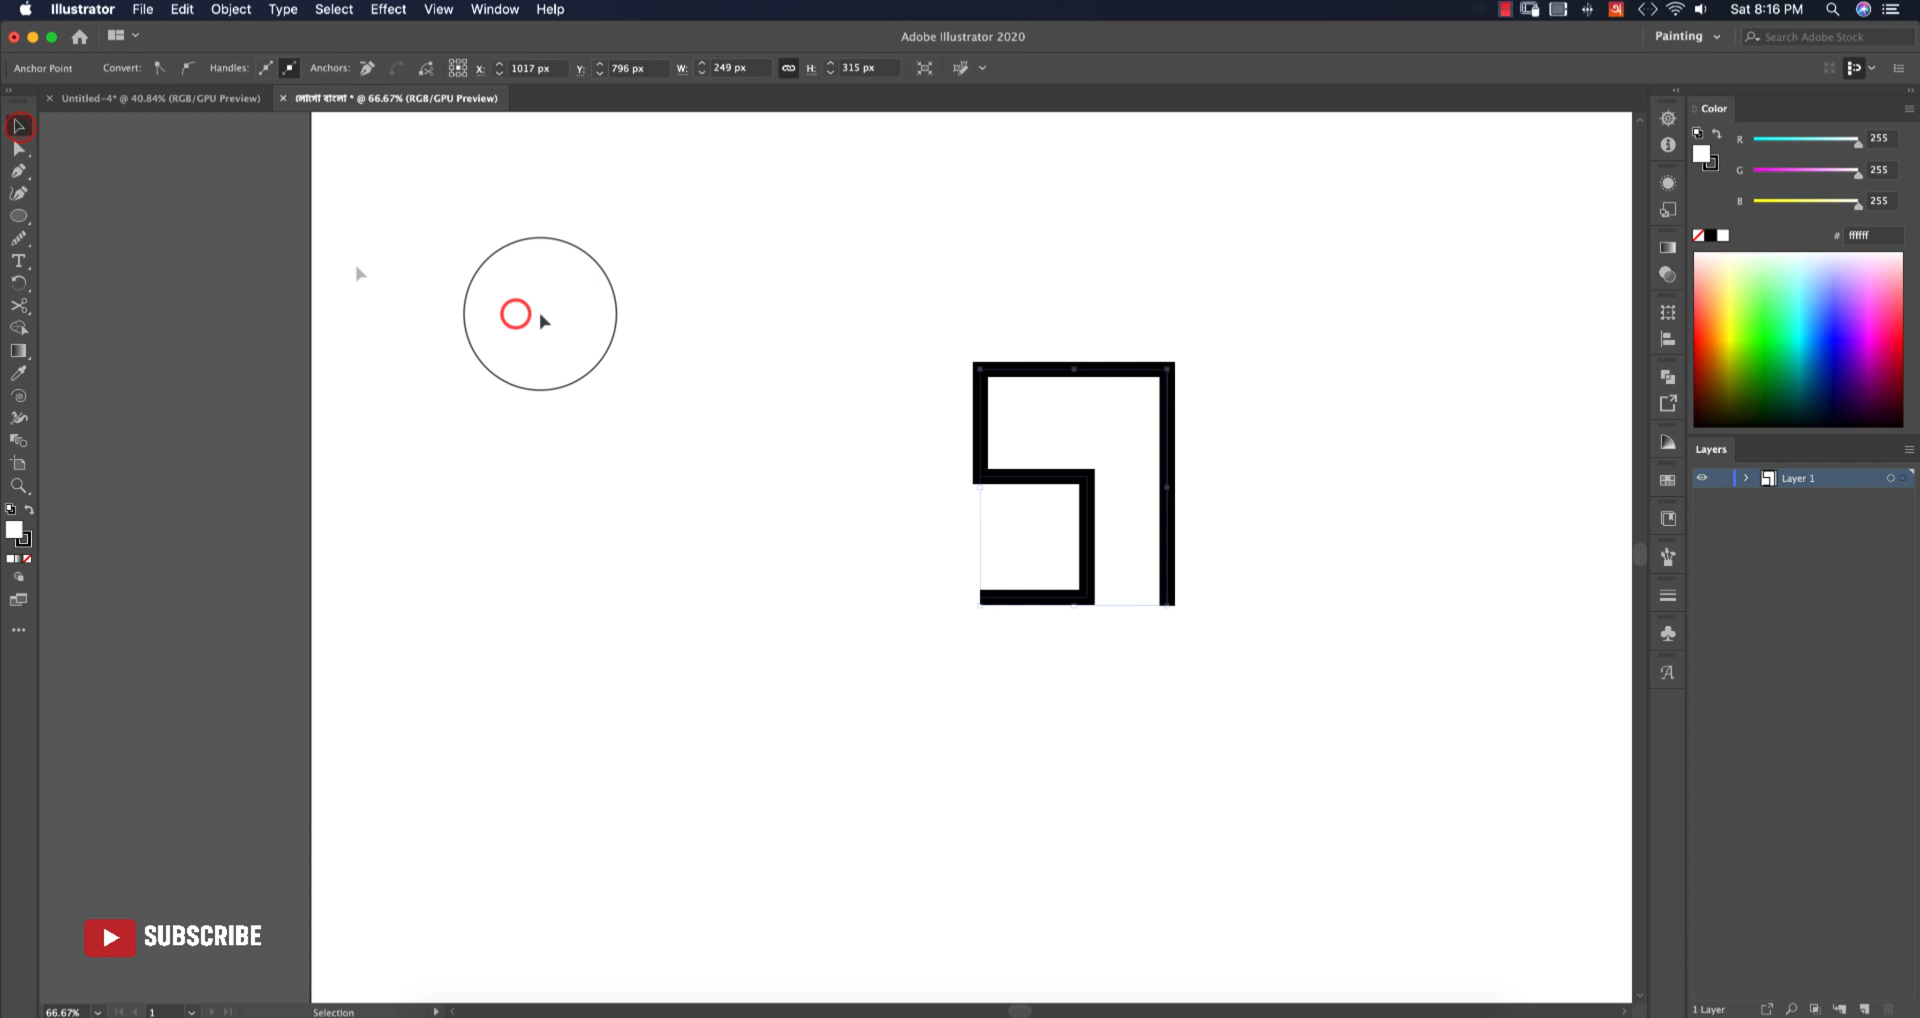 Illustrator File Edit Object Type Select Effect View Window Help
Sat 8:16 PM
Adobe Illustrator 2020
Painting
Search Adobe Stock
Anchor Point Convert: Handles: Anchors: X: 1017 px Y: 796 px W: 249 px H: 315 px
Untitled-4* @ 40.84% (RGB/GPU Preview)
লোগো বাংলা * @ 66.67% (RGB/GPU Preview)
Color
R 255
G 255
B 255
# ffffff
Layers
Layer 1
SUBSCRIBE
66.67%
1
Selection
1 Layer